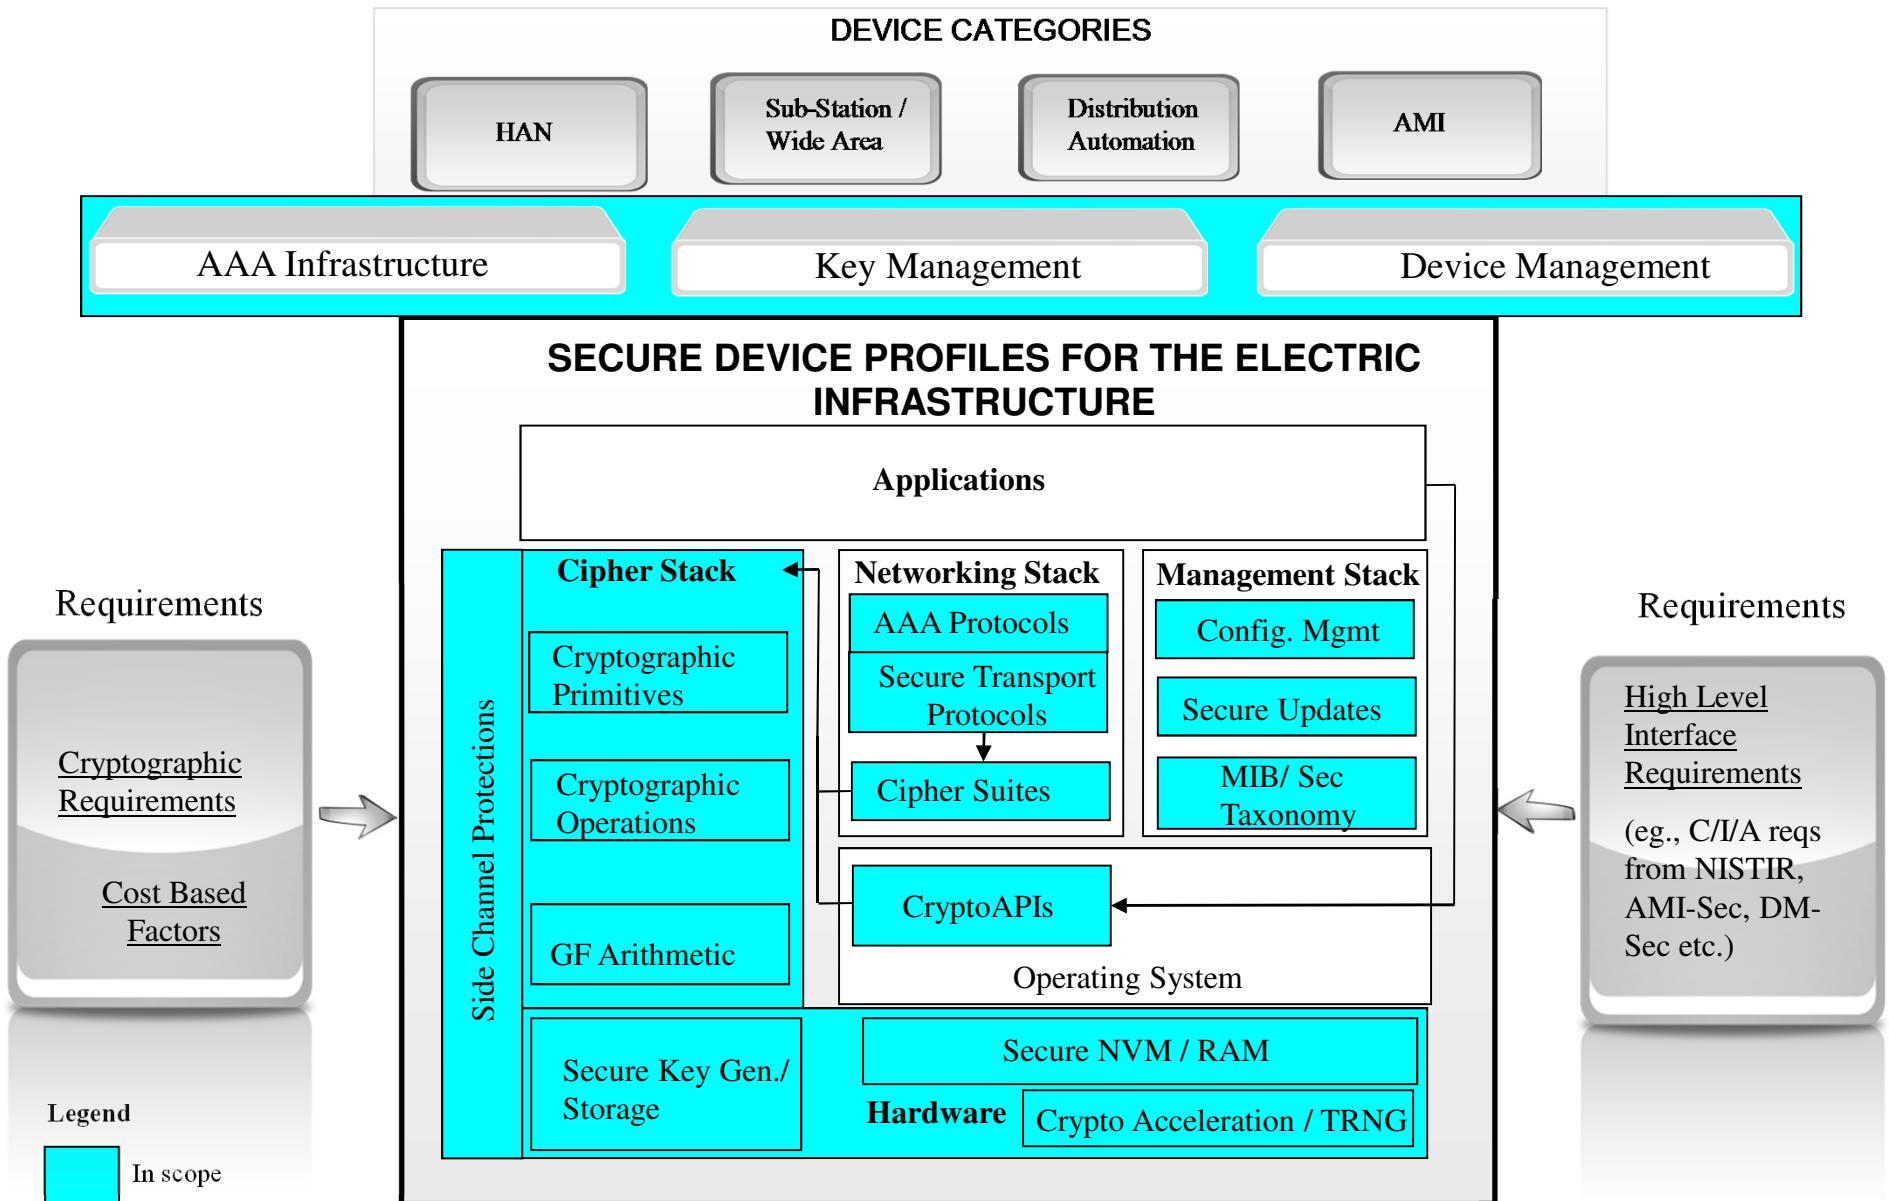 DEVICE CATEGORIES
HAN
Sub-Station /
Wide Area
Distribution
Automation
AMI
AAA Infrastructure
Key Management
Device Management
SECURE DEVICE PROFILES FOR THE ELECTRIC
INFRASTRUCTURE
Applications
Side Channel Protections
Cipher Stack
Cryptographic
Primitives
Cryptographic
Operations
GF Arithmetic
Networking Stack
AAA Protocols
Secure Transport
Protocols
Cipher Suites
Management Stack
Config. Mgmt
Secure Updates
MIB/ Sec
Taxonomy
CryptoAPIs
Operating System
Secure Key Gen./
Storage
Secure NVM / RAM
Hardware
Crypto Acceleration / TRNG
Requirements
Cryptographic
Requirements
Cost Based
Factors
Requirements
High Level
Interface
Requirements
(eg., C/I/A reqs
from NISTIR,
AMI-Sec, DM-
Sec etc.)
Legend
In scope